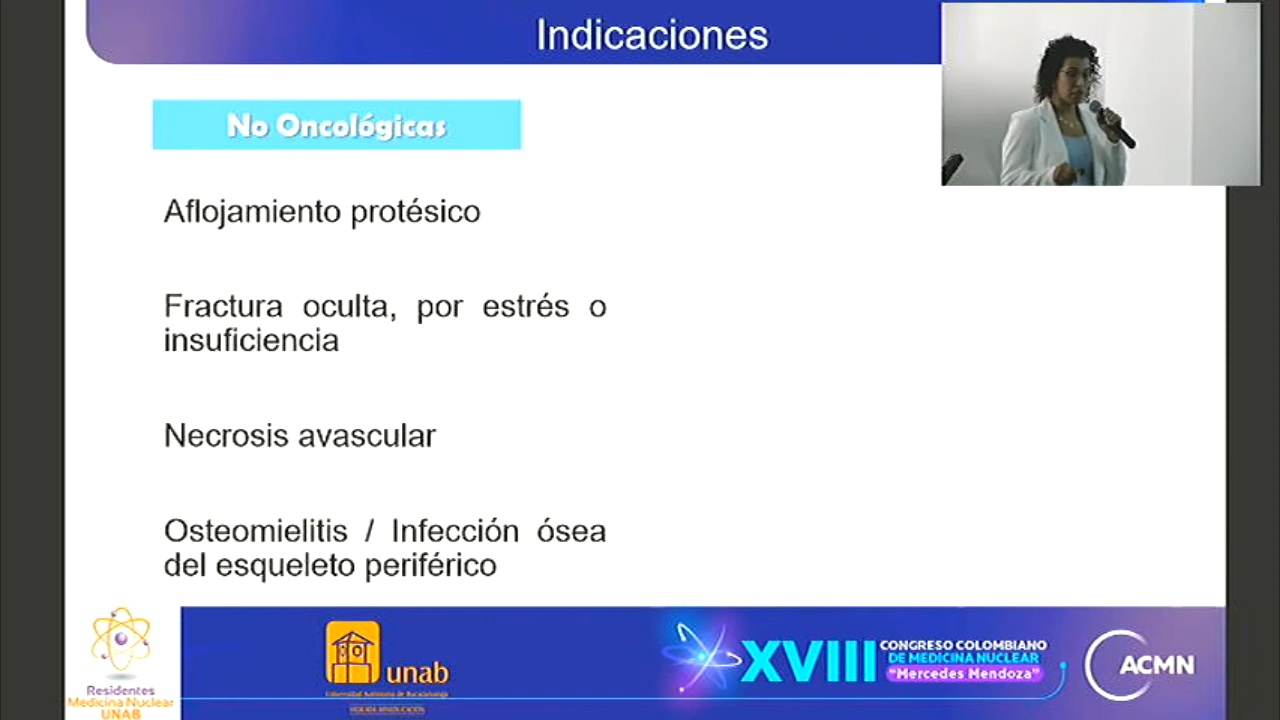 Indicaciones
No Oncológicas
Aflojamiento protésico
Fractura oculta, por estrés o
insuficiencia
Necrosis avascular
Osteomielitis / Infección ósea
del esqueleto periférico
Residentes
Medicina Nuclear
UNAB
unab
Universidad Autónoma de Bucaramanga
XVIII
CONGRESO COLOMBIANO
DE MEDICINA NUCLEAR
"Mercedes Mendoza"
ACMN